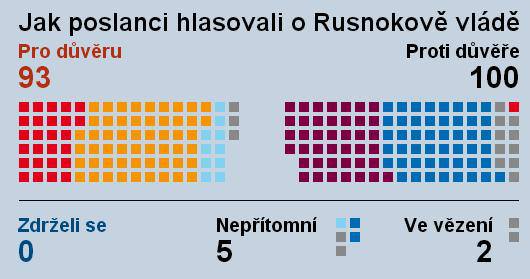 Jak poslanci hlasovali o Rusnokově vládě
Pro důvěru
Proti důvěře
93
100
Zdrželi se
Nepřítomní
Ve vězení
0
5
2